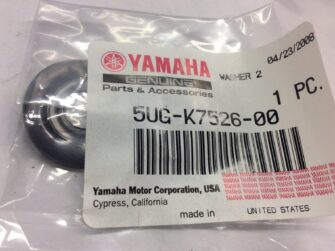 04/23/2008
YAMAHA WASHER 2
GENUINE
Parts & Accessories 1 PC.
5UG-K7526-00
Yamaha Motor Corporation, USA
Cypress, California
made in UNITED STATES